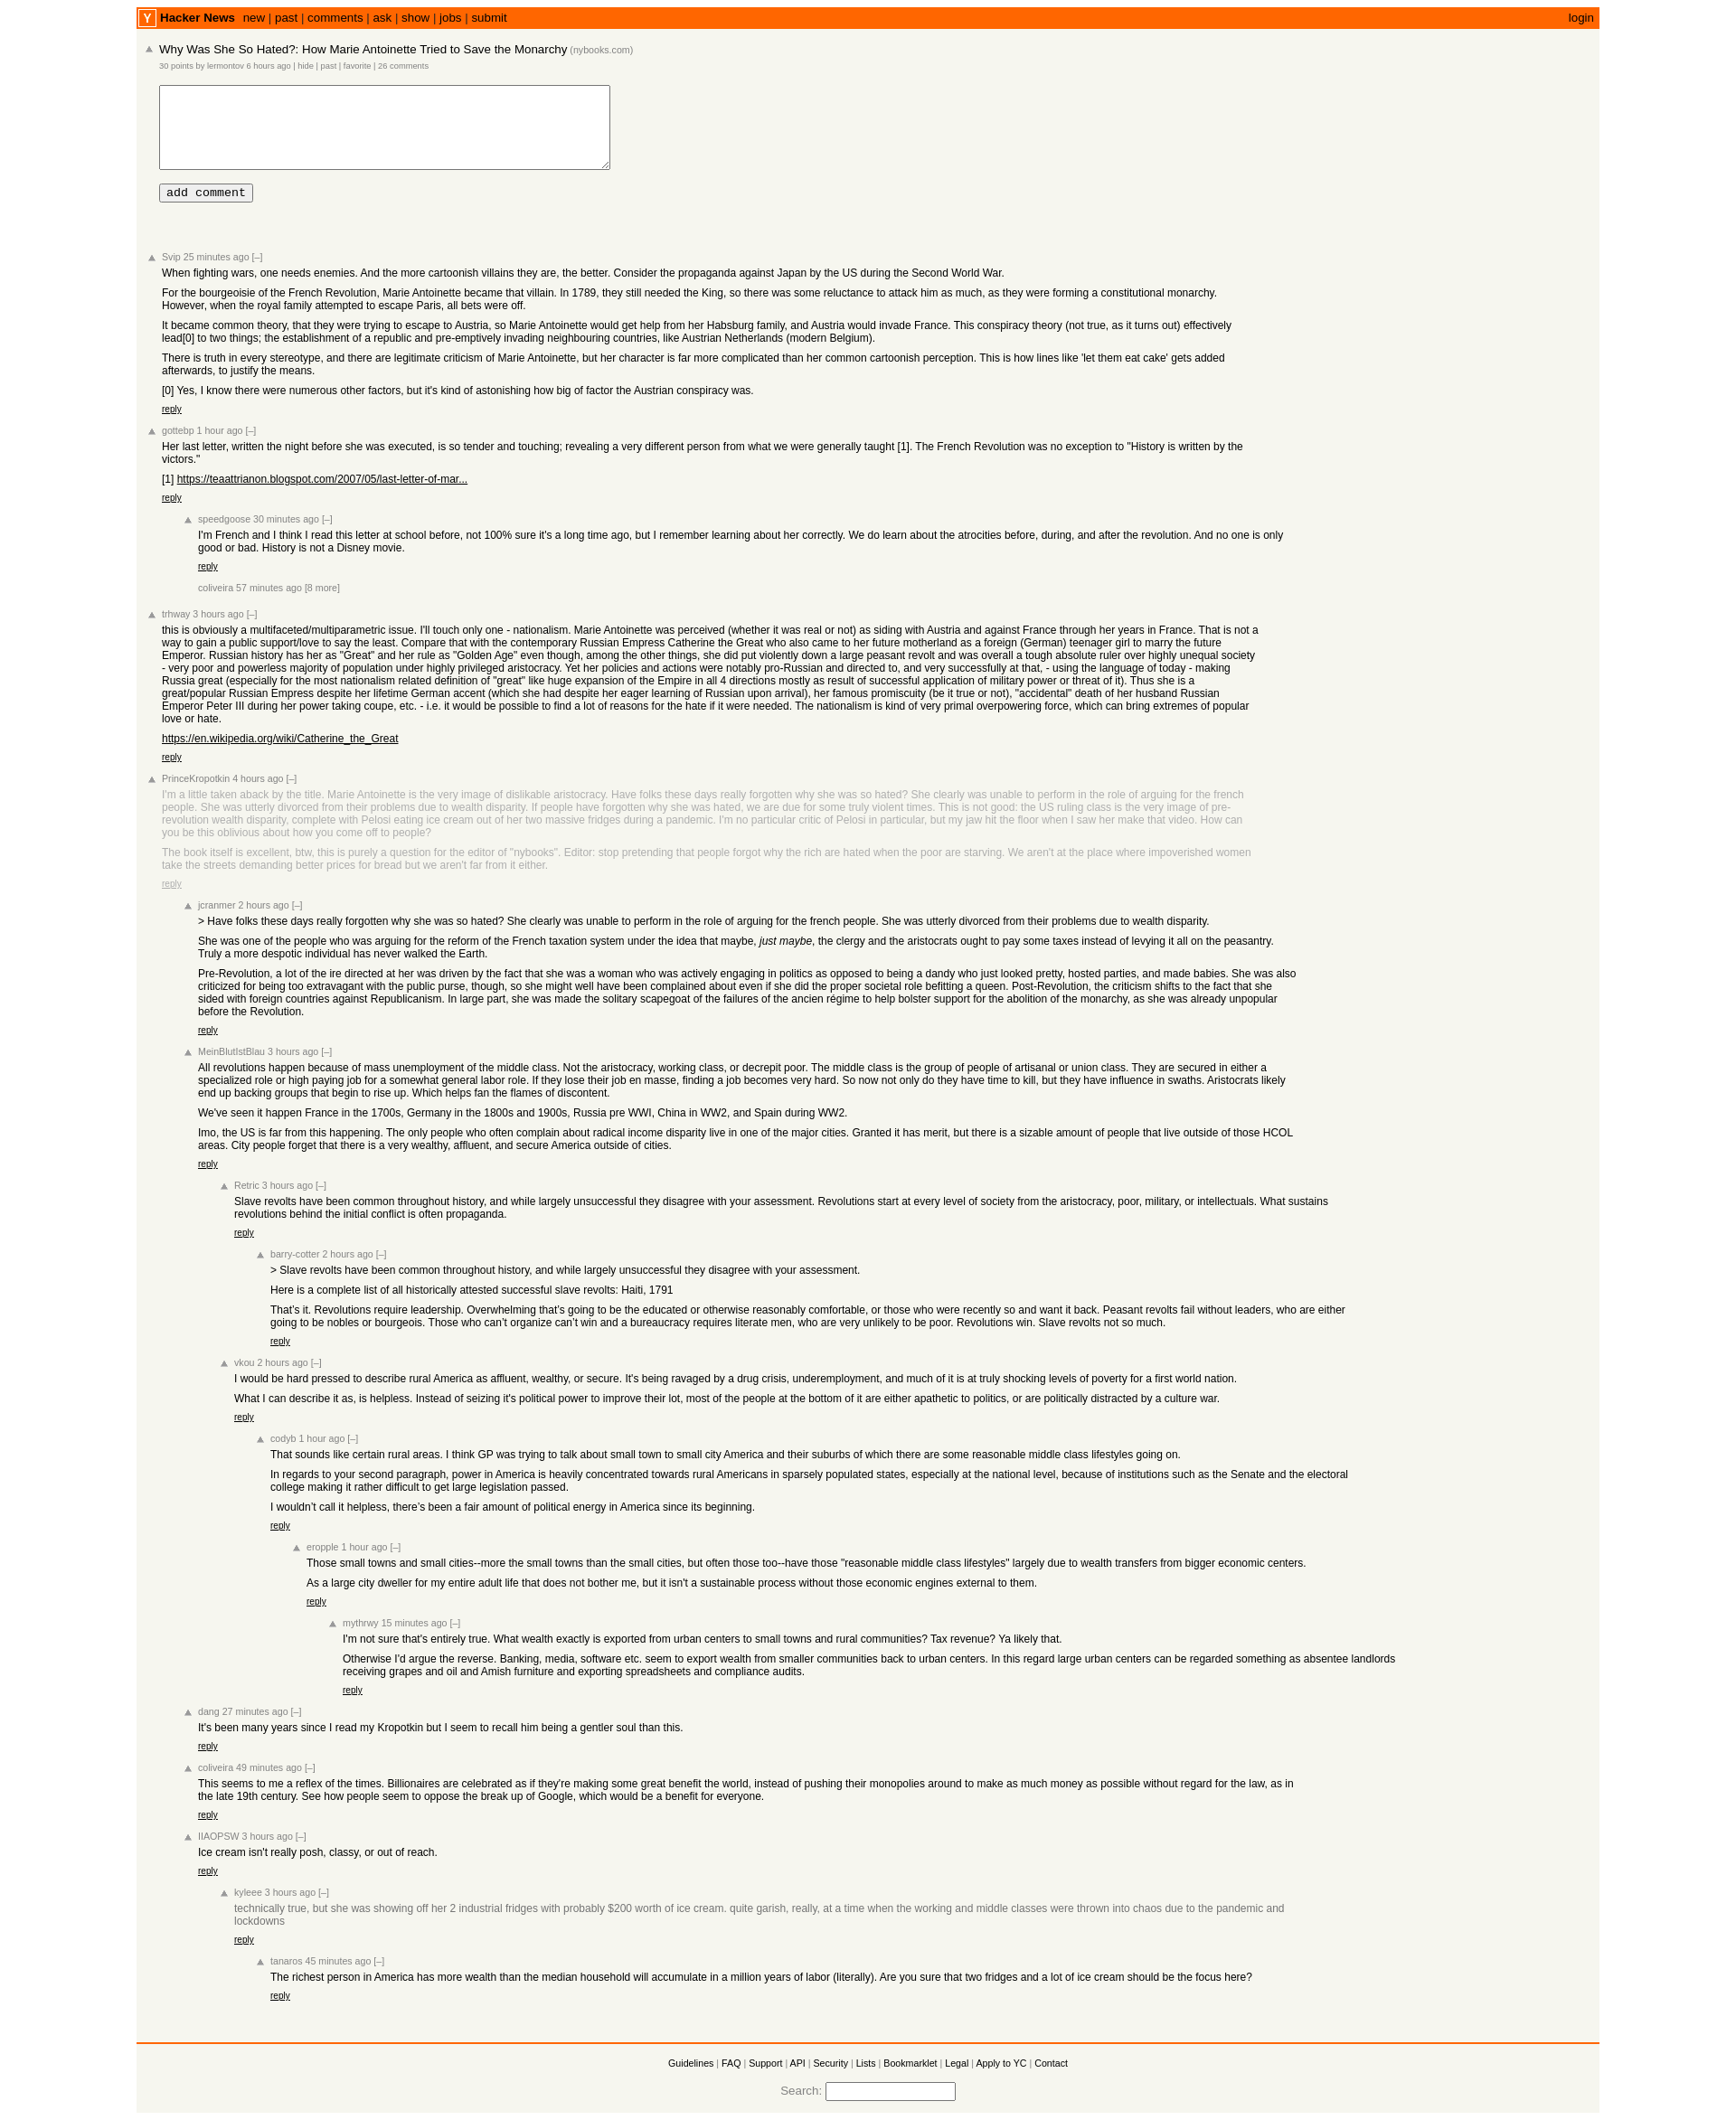 Y Hacker News new | past | comments | ask | show | jobs | submit login
Why Was She So Hated?: How Marie Antoinette Tried to Save the Monarchy (nybooks.com)
30 points by lermontov 6 hours ago | hide | past | favorite | 26 comments
add comment
Svip 25 minutes ago [–]
When fighting wars, one needs enemies. And the more cartoonish villains they are, the better. Consider the propaganda against Japan by the US during the Second World War.
For the bourgeoisie of the French Revolution, Marie Antoinette became that villain. In 1789, they still needed the King, so there was some reluctance to attack him as much, as they were forming a constitutional monarchy.
However, when the royal family attempted to escape Paris, all bets were off.
It became common theory, that they were trying to escape to Austria, so Marie Antoinette would get help from her Habsburg family, and Austria would invade France. This conspiracy theory (not true, as it turns out) effectively
lead[0] to two things; the establishment of a republic and pre-emptively invading neighbouring countries, like Austrian Netherlands (modern Belgium).
There is truth in every stereotype, and there are legitimate criticism of Marie Antoinette, but her character is far more complicated than her common cartoonish perception. This is how lines like 'let them eat cake' gets added
afterwards, to justify the means.
[0] Yes, I know there were numerous other factors, but it's kind of astonishing how big of factor the Austrian conspiracy was.
reply
gottebp 1 hour ago [–]
Her last letter, written the night before she was executed, is so tender and touching; revealing a very different person from what we were generally taught [1]. The French Revolution was no exception to "History is written by the
victors."
[1] https://teaattrianon.blogspot.com/2007/05/last-letter-of-mar...
reply
speedgoose 30 minutes ago [–]
I'm French and I think I read this letter at school before, not 100% sure it's a long time ago, but I remember learning about her correctly. We do learn about the atrocities before, during, and after the revolution. And no one is only
good or bad. History is not a Disney movie.
reply
coliveira 57 minutes ago [8 more]
trhway 3 hours ago [–]
this is obviously a multifaceted/multiparametric issue. I'll touch only one - nationalism. Marie Antoinette was perceived (whether it was real or not) as siding with Austria and against France through her years in France. That is not a
way to gain a public support/love to say the least. Compare that with the contemporary Russian Empress Catherine the Great who also came to her future motherland as a foreign (German) teenager girl to marry the future
Emperor. Russian history has her as "Great" and her rule as "Golden Age" even though, among the other things, she did put violently down a large peasant revolt and was overall a tough absolute ruler over highly unequal society
- very poor and powerless majority of population under highly privileged aristocracy. Yet her policies and actions were notably pro-Russian and directed to, and very successfully at that, - using the language of today - making
Russia great (especially for the most nationalism related definition of "great" like huge expansion of the Empire in all 4 directions mostly as result of successful application of military power or threat of it). Thus she is a
great/popular Russian Empress despite her lifetime German accent (which she had despite her eager learning of Russian upon arrival), her famous promiscuity (be it true or not), "accidental" death of her husband Russian
Emperor Peter III during her power taking coupe, etc. - i.e. it would be possible to find a lot of reasons for the hate if it were needed. The nationalism is kind of very primal overpowering force, which can bring extremes of popular
love or hate.
https://en.wikipedia.org/wiki/Catherine_the_Great
reply
PrinceKropotkin 4 hours ago [–]
I'm a little taken aback by the title. Marie Antoinette is the very image of dislikable aristocracy. Have folks these days really forgotten why she was so hated? She clearly was unable to perform in the role of arguing for the french
people. She was utterly divorced from their problems due to wealth disparity. If people have forgotten why she was hated, we are due for some truly violent times. This is not good: the US ruling class is the very image of pre-
revolution wealth disparity, complete with Pelosi eating ice cream out of her two massive fridges during a pandemic. I'm no particular critic of Pelosi in particular, but my jaw hit the floor when I saw her make that video. How can
you be this oblivious about how you come off to people?
The book itself is excellent, btw, this is purely a question for the editor of "nybooks". Editor: stop pretending that people forgot why the rich are hated when the poor are starving. We aren't at the place where impoverished women
take the streets demanding better prices for bread but we aren't far from it either.
reply
jcranmer 2 hours ago [–]
> Have folks these days really forgotten why she was so hated? She clearly was unable to perform in the role of arguing for the french people. She was utterly divorced from their problems due to wealth disparity.
She was one of the people who was arguing for the reform of the French taxation system under the idea that maybe, just maybe, the clergy and the aristocrats ought to pay some taxes instead of levying it all on the peasantry.
Truly a more despotic individual has never walked the Earth.
Pre-Revolution, a lot of the ire directed at her was driven by the fact that she was a woman who was actively engaging in politics as opposed to being a dandy who just looked pretty, hosted parties, and made babies. She was also
criticized for being too extravagant with the public purse, though, so she might well have been complained about even if she did the proper societal role befitting a queen. Post-Revolution, the criticism shifts to the fact that she
sided with foreign countries against Republicanism. In large part, she was made the solitary scapegoat of the failures of the ancien régime to help bolster support for the abolition of the monarchy, as she was already unpopular
before the Revolution.
reply
MeinBlutIstBlau 3 hours ago [–]
All revolutions happen because of mass unemployment of the middle class. Not the aristocracy, working class, or decrepit poor. The middle class is the group of people of artisanal or union class. They are secured in either a
specialized role or high paying job for a somewhat general labor role. If they lose their job en masse, finding a job becomes very hard. So now not only do they have time to kill, but they have influence in swaths. Aristocrats likely
end up backing groups that begin to rise up. Which helps fan the flames of discontent.
We've seen it happen France in the 1700s, Germany in the 1800s and 1900s, Russia pre WWI, China in WW2, and Spain during WW2.
Imo, the US is far from this happening. The only people who often complain about radical income disparity live in one of the major cities. Granted it has merit, but there is a sizable amount of people that live outside of those HCOL
areas. City people forget that there is a very wealthy, affluent, and secure America outside of cities.
reply
Retric 3 hours ago [–]
Slave revolts have been common throughout history, and while largely unsuccessful they disagree with your assessment. Revolutions start at every level of society from the aristocracy, poor, military, or intellectuals. What sustains
revolutions behind the initial conflict is often propaganda.
reply
barry-cotter 2 hours ago [–]
> Slave revolts have been common throughout history, and while largely unsuccessful they disagree with your assessment.
Here is a complete list of all historically attested successful slave revolts: Haiti, 1791
That’s it. Revolutions require leadership. Overwhelming that’s going to be the educated or otherwise reasonably comfortable, or those who were recently so and want it back. Peasant revolts fail without leaders, who are either
going to be nobles or bourgeois. Those who can’t organize can’t win and a bureaucracy requires literate men, who are very unlikely to be poor. Revolutions win. Slave revolts not so much.
reply
vkou 2 hours ago [–]
I would be hard pressed to describe rural America as affluent, wealthy, or secure. It's being ravaged by a drug crisis, underemployment, and much of it is at truly shocking levels of poverty for a first world nation.
What I can describe it as, is helpless. Instead of seizing it's political power to improve their lot, most of the people at the bottom of it are either apathetic to politics, or are politically distracted by a culture war.
reply
codyb 1 hour ago [–]
That sounds like certain rural areas. I think GP was trying to talk about small town to small city America and their suburbs of which there are some reasonable middle class lifestyles going on.
In regards to your second paragraph, power in America is heavily concentrated towards rural Americans in sparsely populated states, especially at the national level, because of institutions such as the Senate and the electoral
college making it rather difficult to get large legislation passed.
I wouldn’t call it helpless, there’s been a fair amount of political energy in America since its beginning.
reply
eropple 1 hour ago [–]
Those small towns and small cities--more the small towns than the small cities, but often those too--have those "reasonable middle class lifestyles" largely due to wealth transfers from bigger economic centers.
As a large city dweller for my entire adult life that does not bother me, but it isn't a sustainable process without those economic engines external to them.
reply
mythrwy 15 minutes ago [–]
I'm not sure that's entirely true. What wealth exactly is exported from urban centers to small towns and rural communities? Tax revenue? Ya likely that.
Otherwise I'd argue the reverse. Banking, media, software etc. seem to export wealth from smaller communities back to urban centers. In this regard large urban centers can be regarded something as absentee landlords
receiving grapes and oil and Amish furniture and exporting spreadsheets and compliance audits.
reply
dang 27 minutes ago [–]
It's been many years since I read my Kropotkin but I seem to recall him being a gentler soul than this.
reply
coliveira 49 minutes ago [–]
This seems to me a reflex of the times. Billionaires are celebrated as if they're making some great benefit the world, instead of pushing their monopolies around to make as much money as possible without regard for the law, as in
the late 19th century. See how people seem to oppose the break up of Google, which would be a benefit for everyone.
reply
IIAOPSW 3 hours ago [–]
Ice cream isn't really posh, classy, or out of reach.
reply
kyleee 3 hours ago [–]
technically true, but she was showing off her 2 industrial fridges with probably $200 worth of ice cream. quite garish, really, at a time when the working and middle classes were thrown into chaos due to the pandemic and
lockdowns
reply
tanaros 45 minutes ago [–]
The richest person in America has more wealth than the median household will accumulate in a million years of labor (literally). Are you sure that two fridges and a lot of ice cream should be the focus here?
reply
Guidelines | FAQ | Support | API | Security | Lists | Bookmarklet | Legal | Apply to YC | Contact
Search: